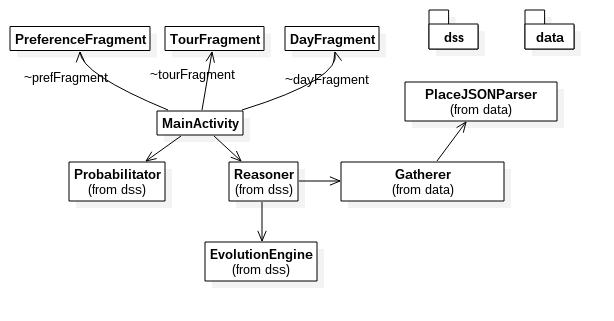 PreferenceFragment
TourFragment
DayFragment
dss
data
~prefFragment
~tourFragment
~dayFragment
PlaceJSONParser
(from data)
MainActivity
Probabilitator
(from dss)
Reasoner
(from dss)
Gatherer
(from data)
EvolutionEngine
(from dss)